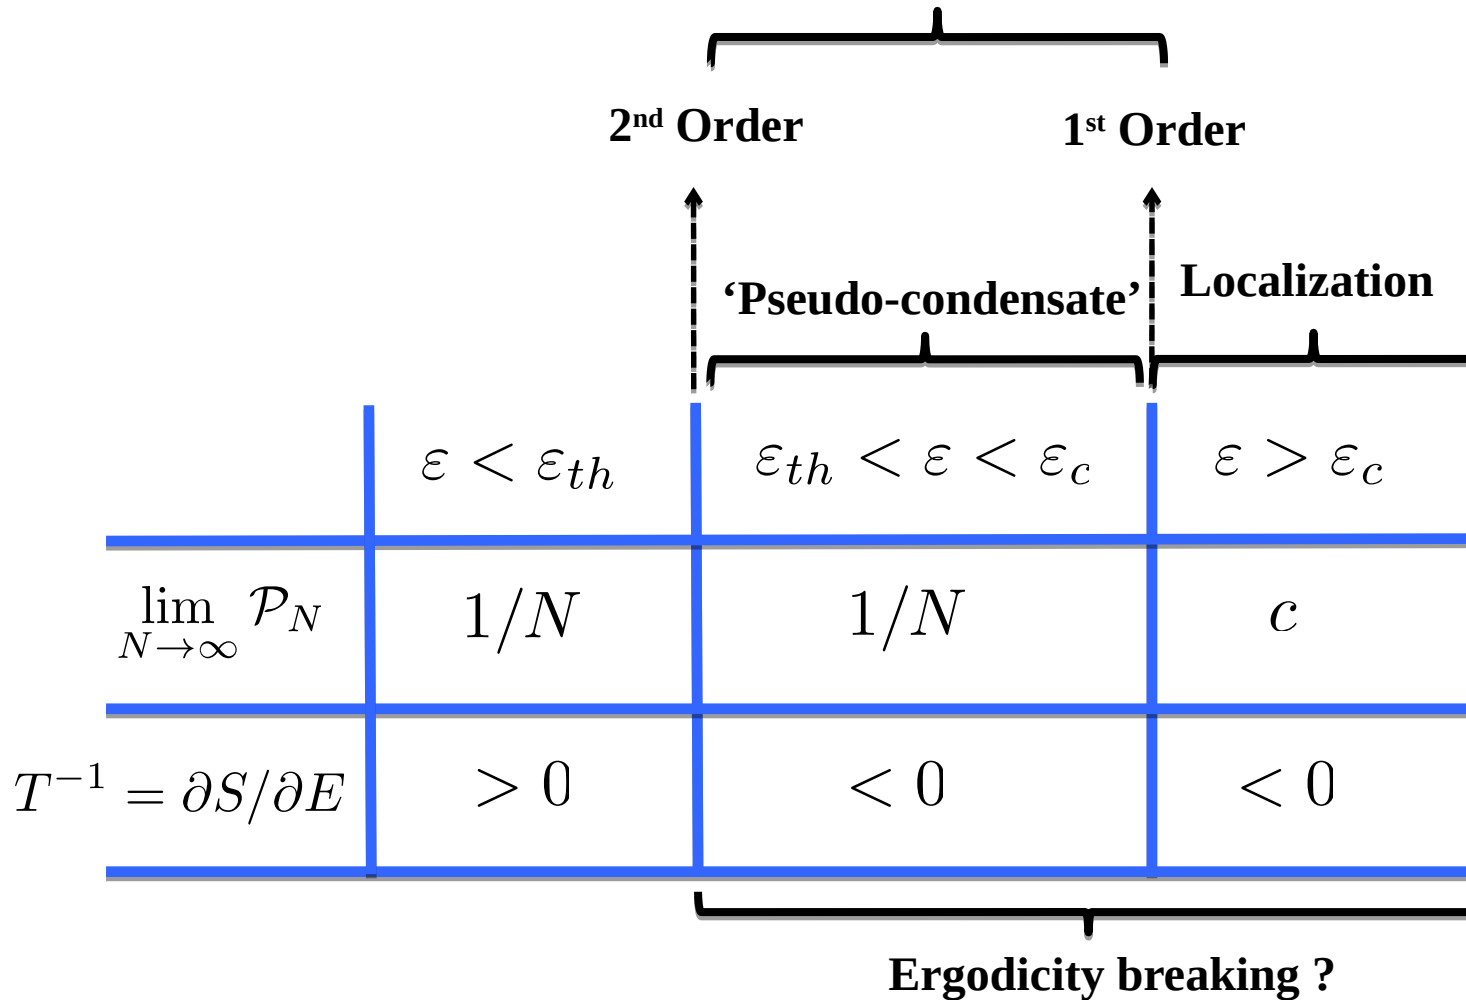 2nd Order 1st Order
‘Pseudo-condensate’ Localization
ε < ε_th ε_th < ε < ε_c ε > ε_c
lim_{N→∞} 𝒫_N 1/N 1/N c
T⁻¹ = ∂S/∂E > 0 < 0 < 0
Ergodicity breaking ?